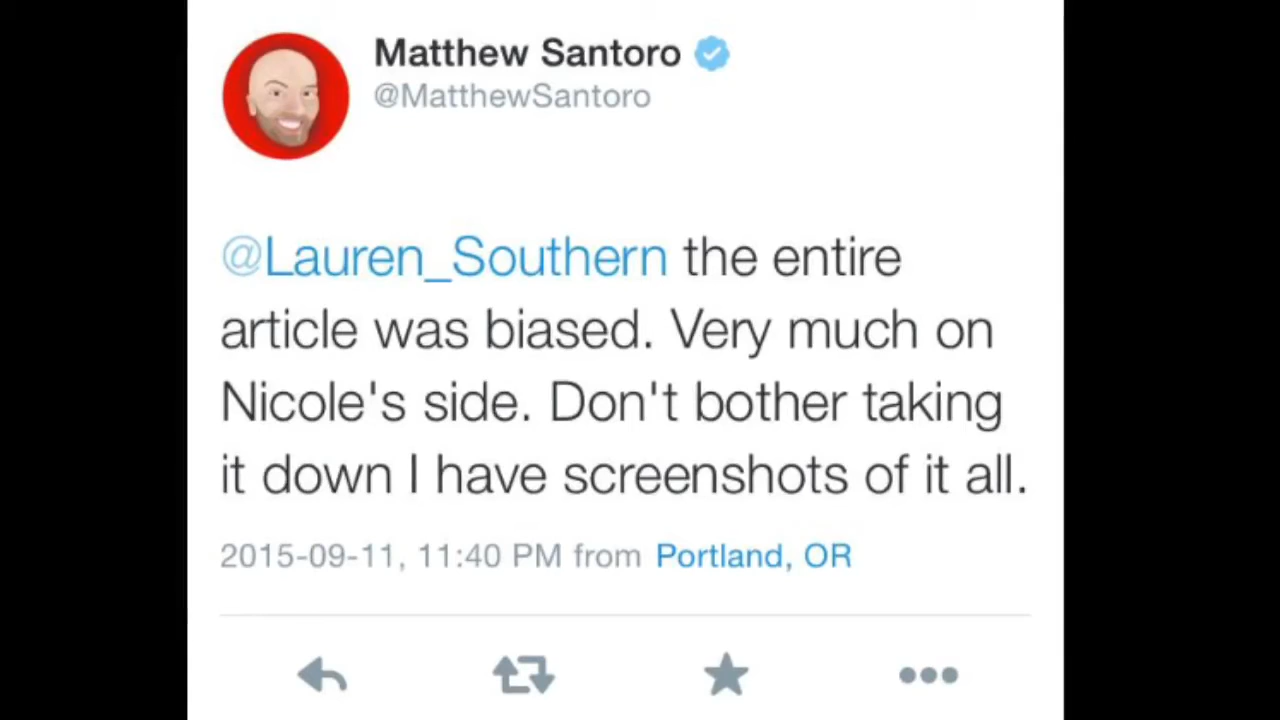 Matthew Santoro
@MatthewSantoro
@Lauren_Southern the entire
article was biased. Very much on
Nicole's side. Don't bother taking
it down I have screenshots of it all.
2015-09-11, 11:40 PM from Portland, OR